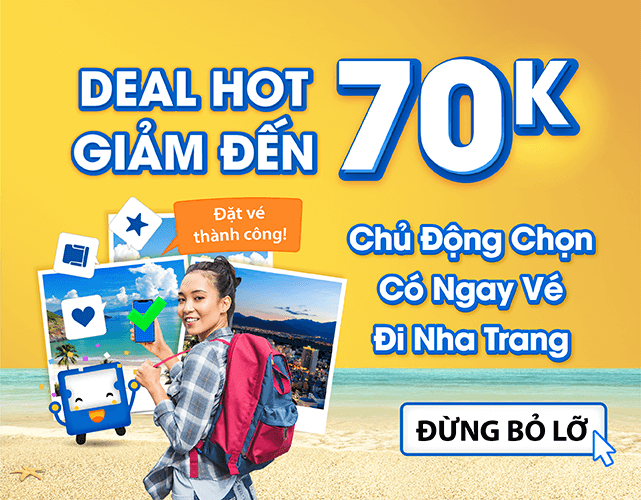 DEAL HOT
GIẢM ĐẾN
70K
Đặt vé
thành công!
Chủ Động Chọn
Có Ngay Vé
Đi Nha Trang
ĐỪNG BỎ LỠ